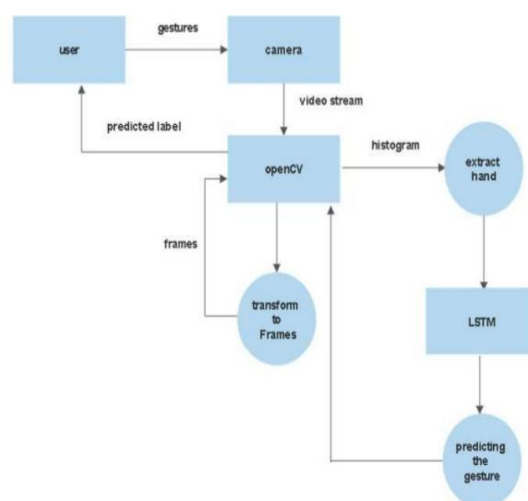 gestures
user
camera
video stream
predicted label
histogram
openCV
extract
hand
frames
transform
to
Frames
LSTM
predicting
the
gesture